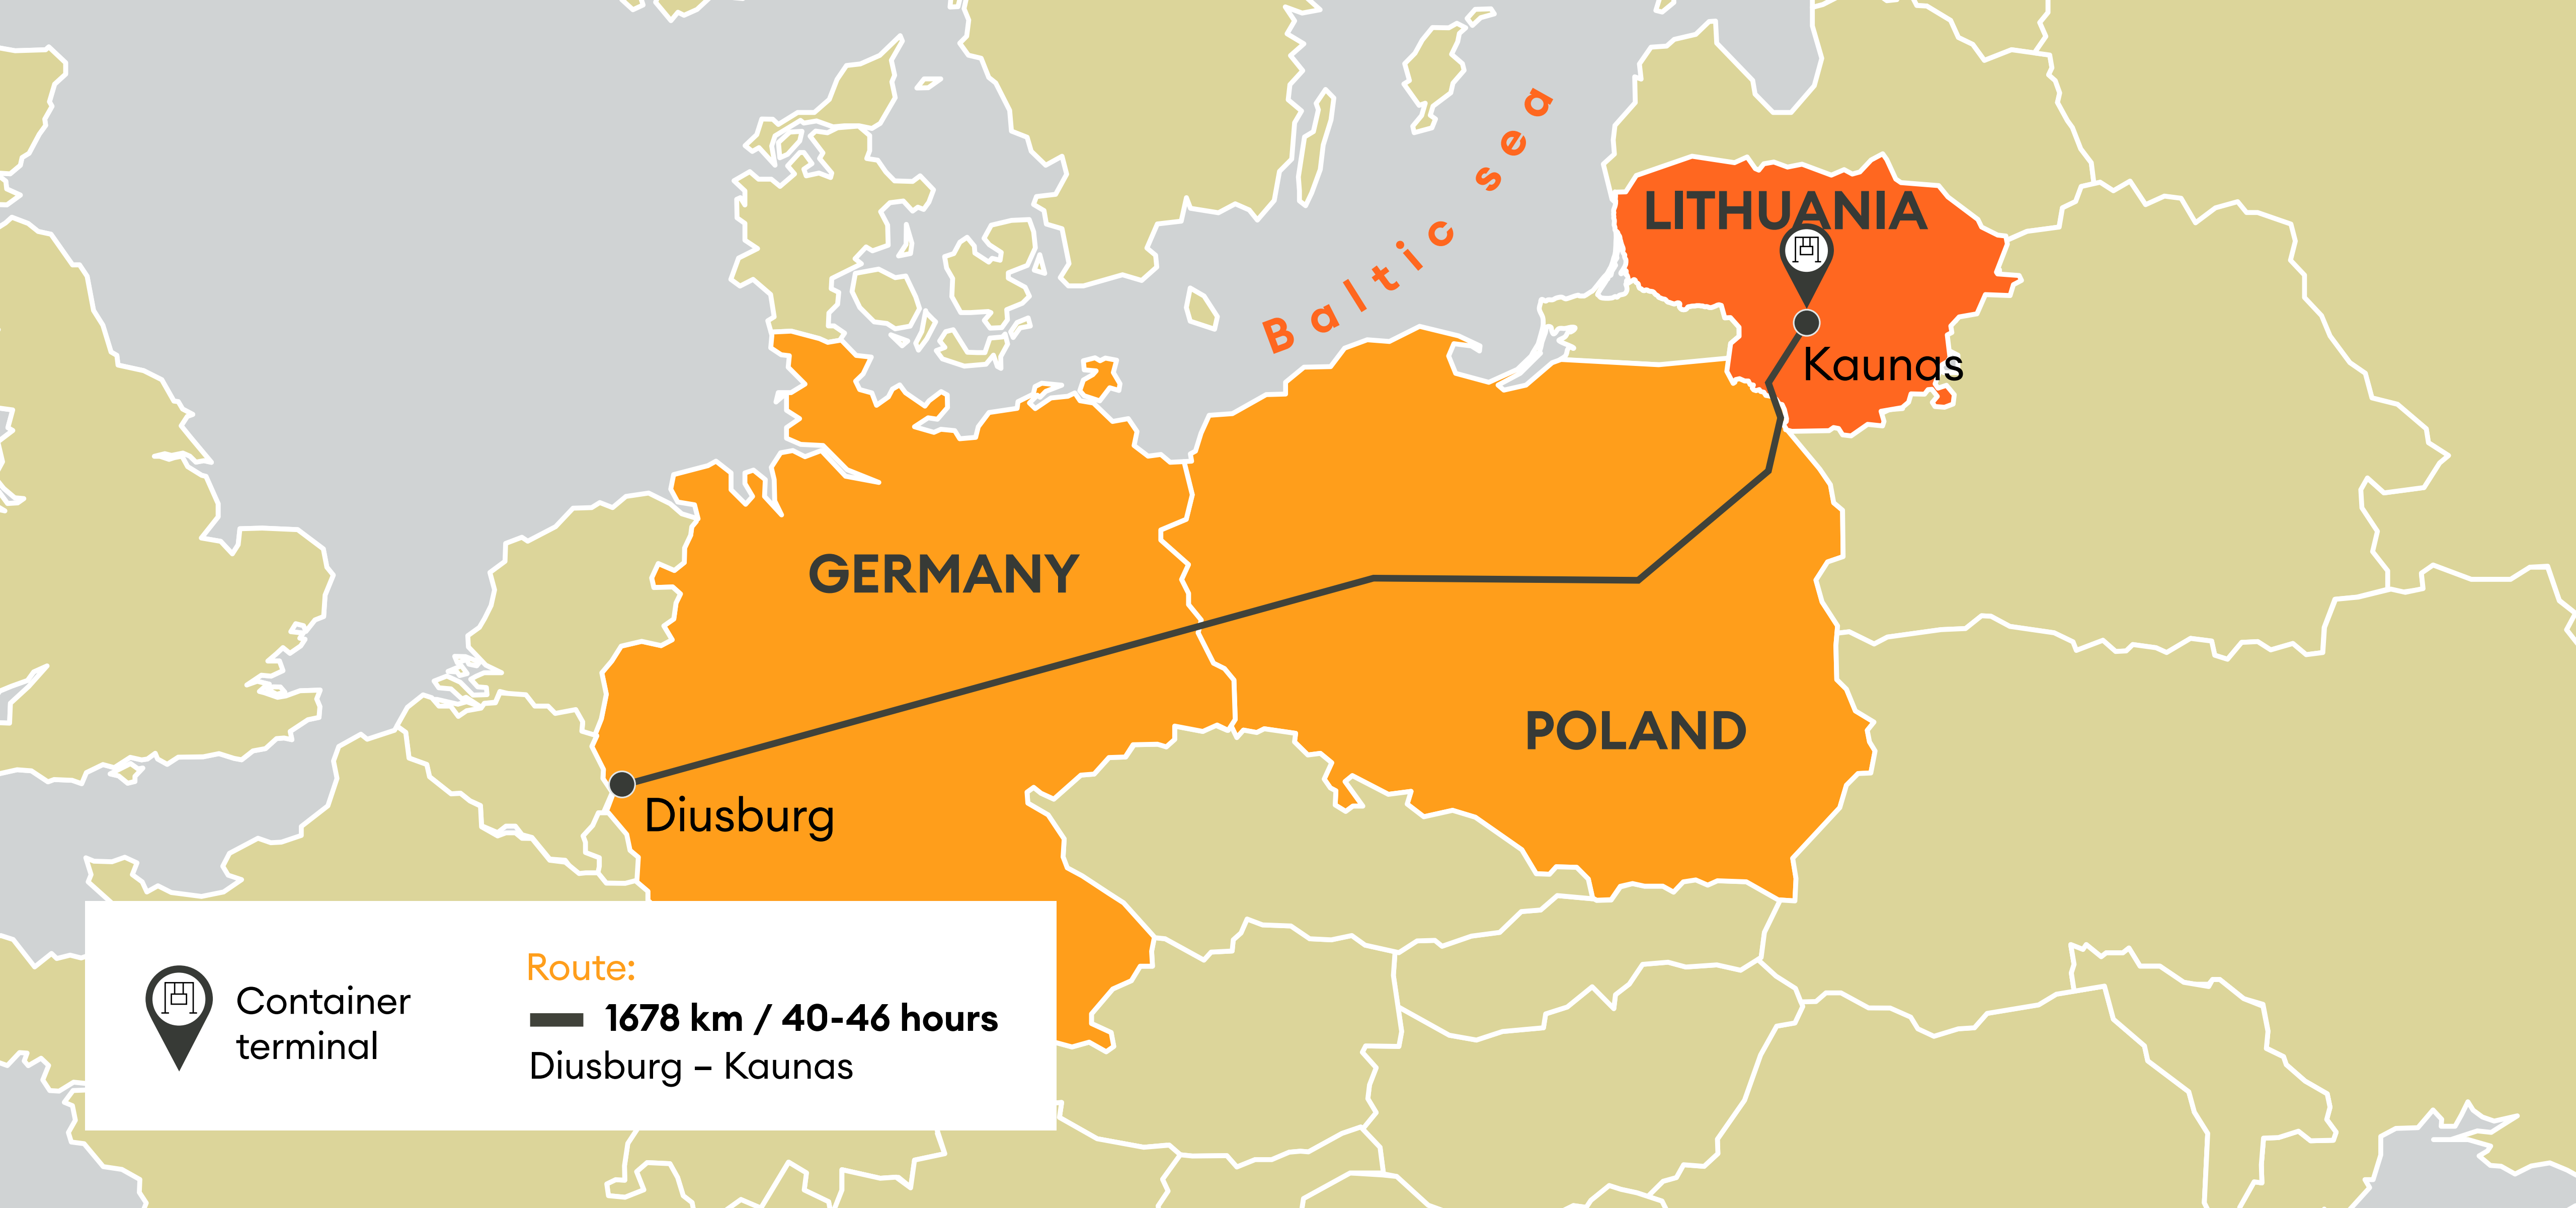 Baltic sea
LITHUANIA
Kaunas
GERMANY
POLAND
Diusburg
Container
terminal
Route:
1678 km / 40-46 hours
Diusburg – Kaunas